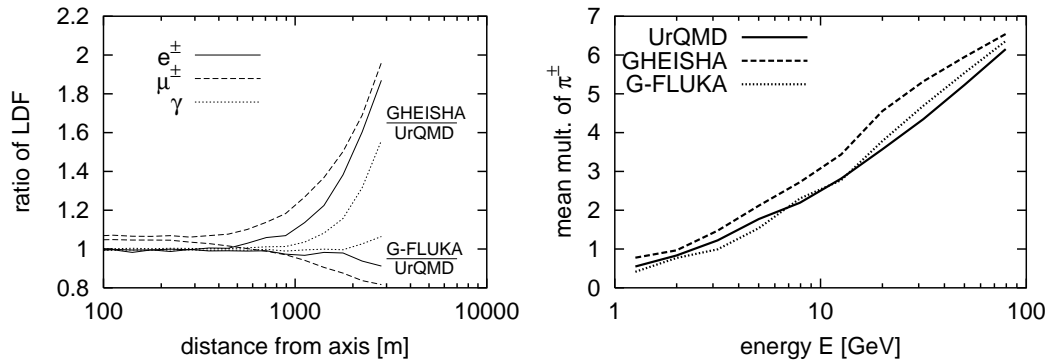 2.2
2
1.8
1.6
1.4
1.2
1
0.8
100
1000
10000
ratio of LDF
distance from axis [m]
e±
μ±
γ
GHEISHA
UrQMD
G-FLUKA
UrQMD
7
6
5
4
3
2
1
0
1
10
100
mean mult. of π±
energy E [GeV]
UrQMD
GHEISHA
G-FLUKA